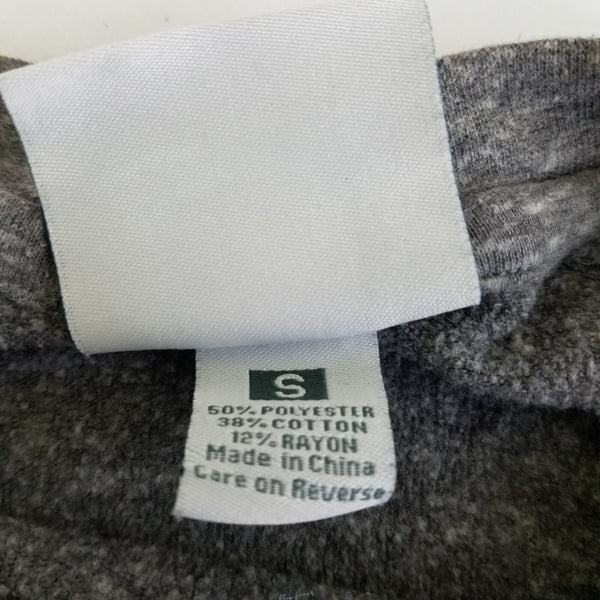 S
50% POLYESTER
38% COTTON
12% RAYON
Made in China
Care on Reverse